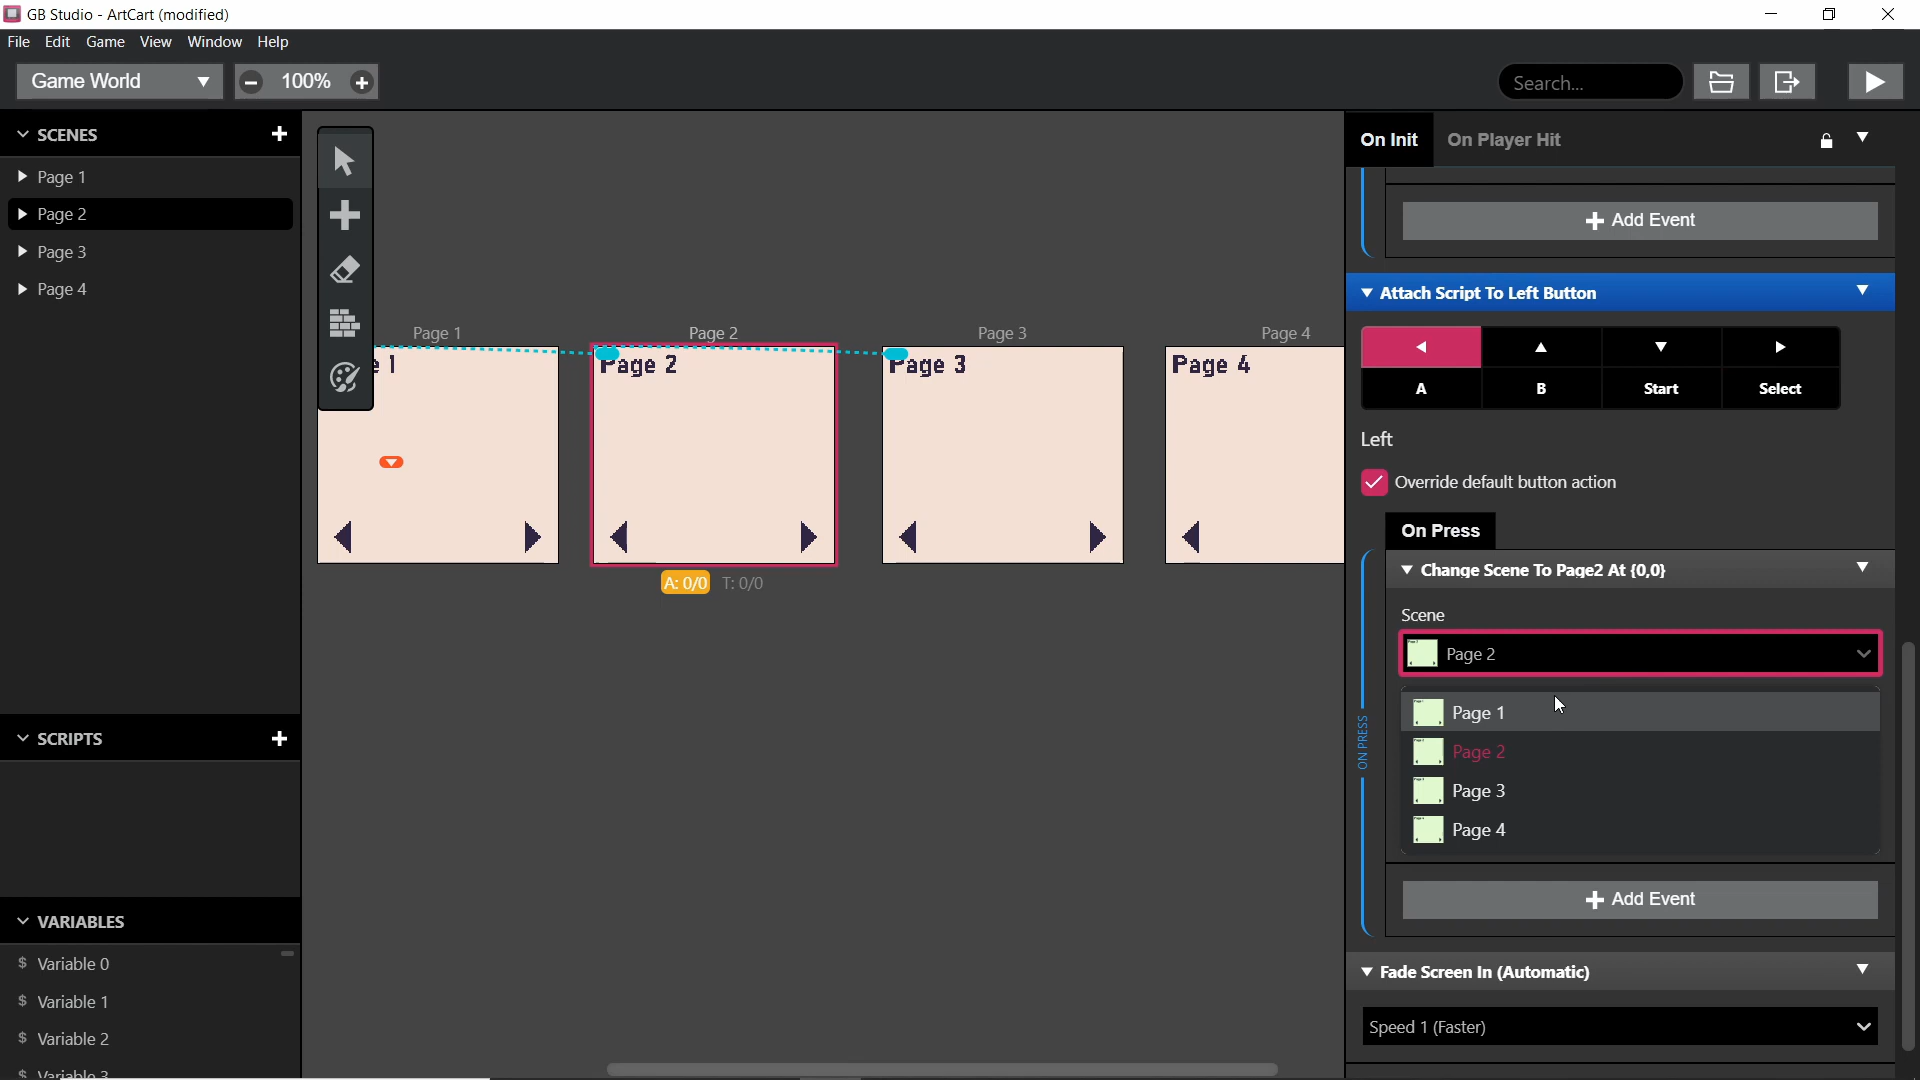 GB Studio - ArtCart (modified)
File Edit Game View Window Help
Game World 100% Search...
SCENES
Page 1
Page 2
Page 3
Page 4
SCRIPTS
VARIABLES
$ Variable 0
$ Variable 1
$ Variable 2
$ Variable 3
Page 1 Page 2 Page 3 Page 4
e 1 Page 2 Page 3 Page 4
A: 0/0 T: 0/0
On Init On Player Hit
Add Event
Attach Script To Left Button
A B Start Select
Left
Override default button action
On Press
Change Scene To Page2 At {0,0}
Scene
Page 2
Page 1
Page 2
Page 3
Page 4
ON PRESS
Add Event
Fade Screen In (Automatic)
Speed 1 (Faster)